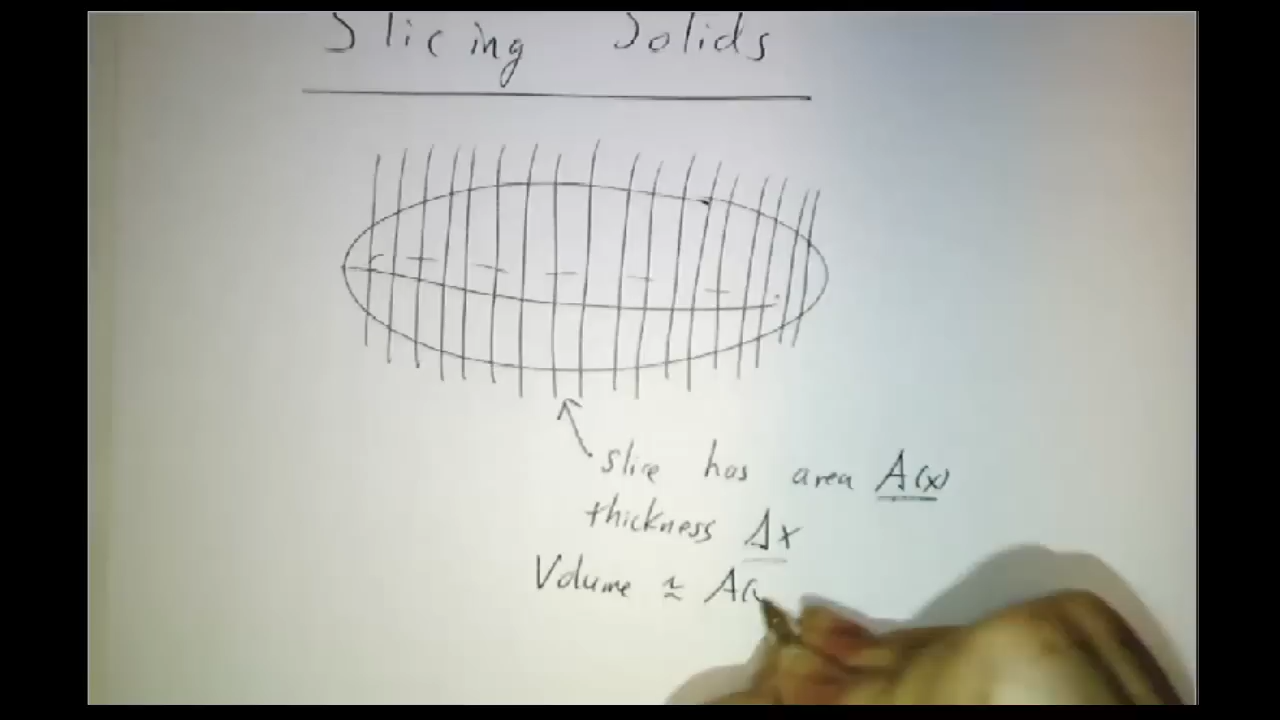 Slicing Solids
slice has area A(x)
thickness Δx
Volume ≈ A(